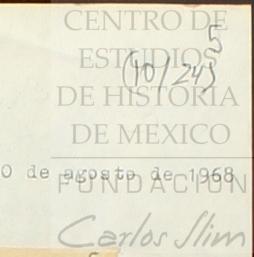 CENTRO DE
5
ESTUDIOS
(10/24)
DE HISTORIA
DE MEXICO
0 de agosto de 1968
FUNDACION
Carlos Slim